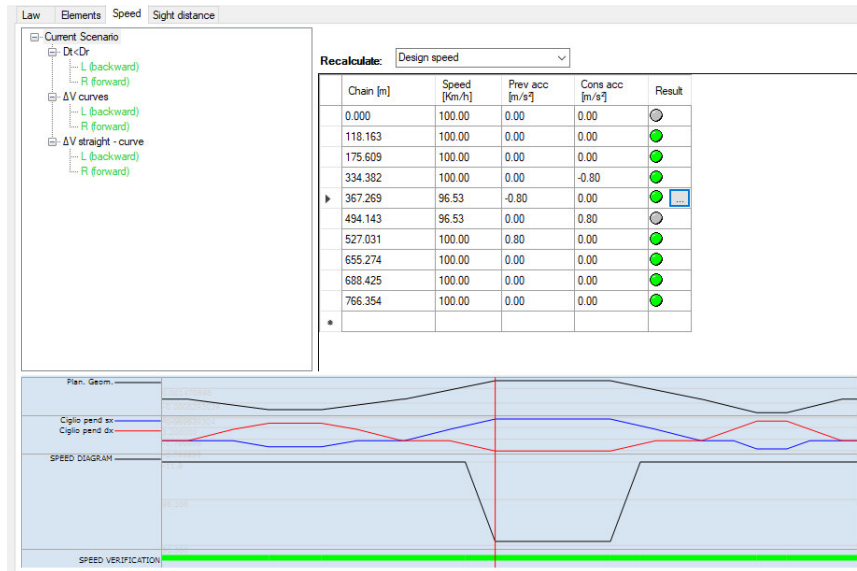 Law Elements Speed Sight distance
Current Scenario
Dt<Dr
L (backward)
R (forward)
ΔV curves
L (backward)
R (forward)
ΔV straight - curve
L (backward)
R (forward)
Recalculate: Design speed
Chain [m] Speed [Km/h] Prev acc [m/s²] Cons acc [m/s²] Result
0.000 100.00 0.00 0.00
118.163 100.00 0.00 0.00
175.609 100.00 0.00 0.00
334.382 100.00 0.00 -0.80
367.269 96.53 -0.80 0.00 ...
494.143 96.53 0.00 0.80
527.031 100.00 0.80 0.00
655.274 100.00 0.00 0.00
688.425 100.00 0.00 0.00
766.354 100.00 0.00 0.00
*
Plan. Geom.
Ciglio pend sx
Ciglio pend dx
SPEED DIAGRAM
SPEED VERIFICATION